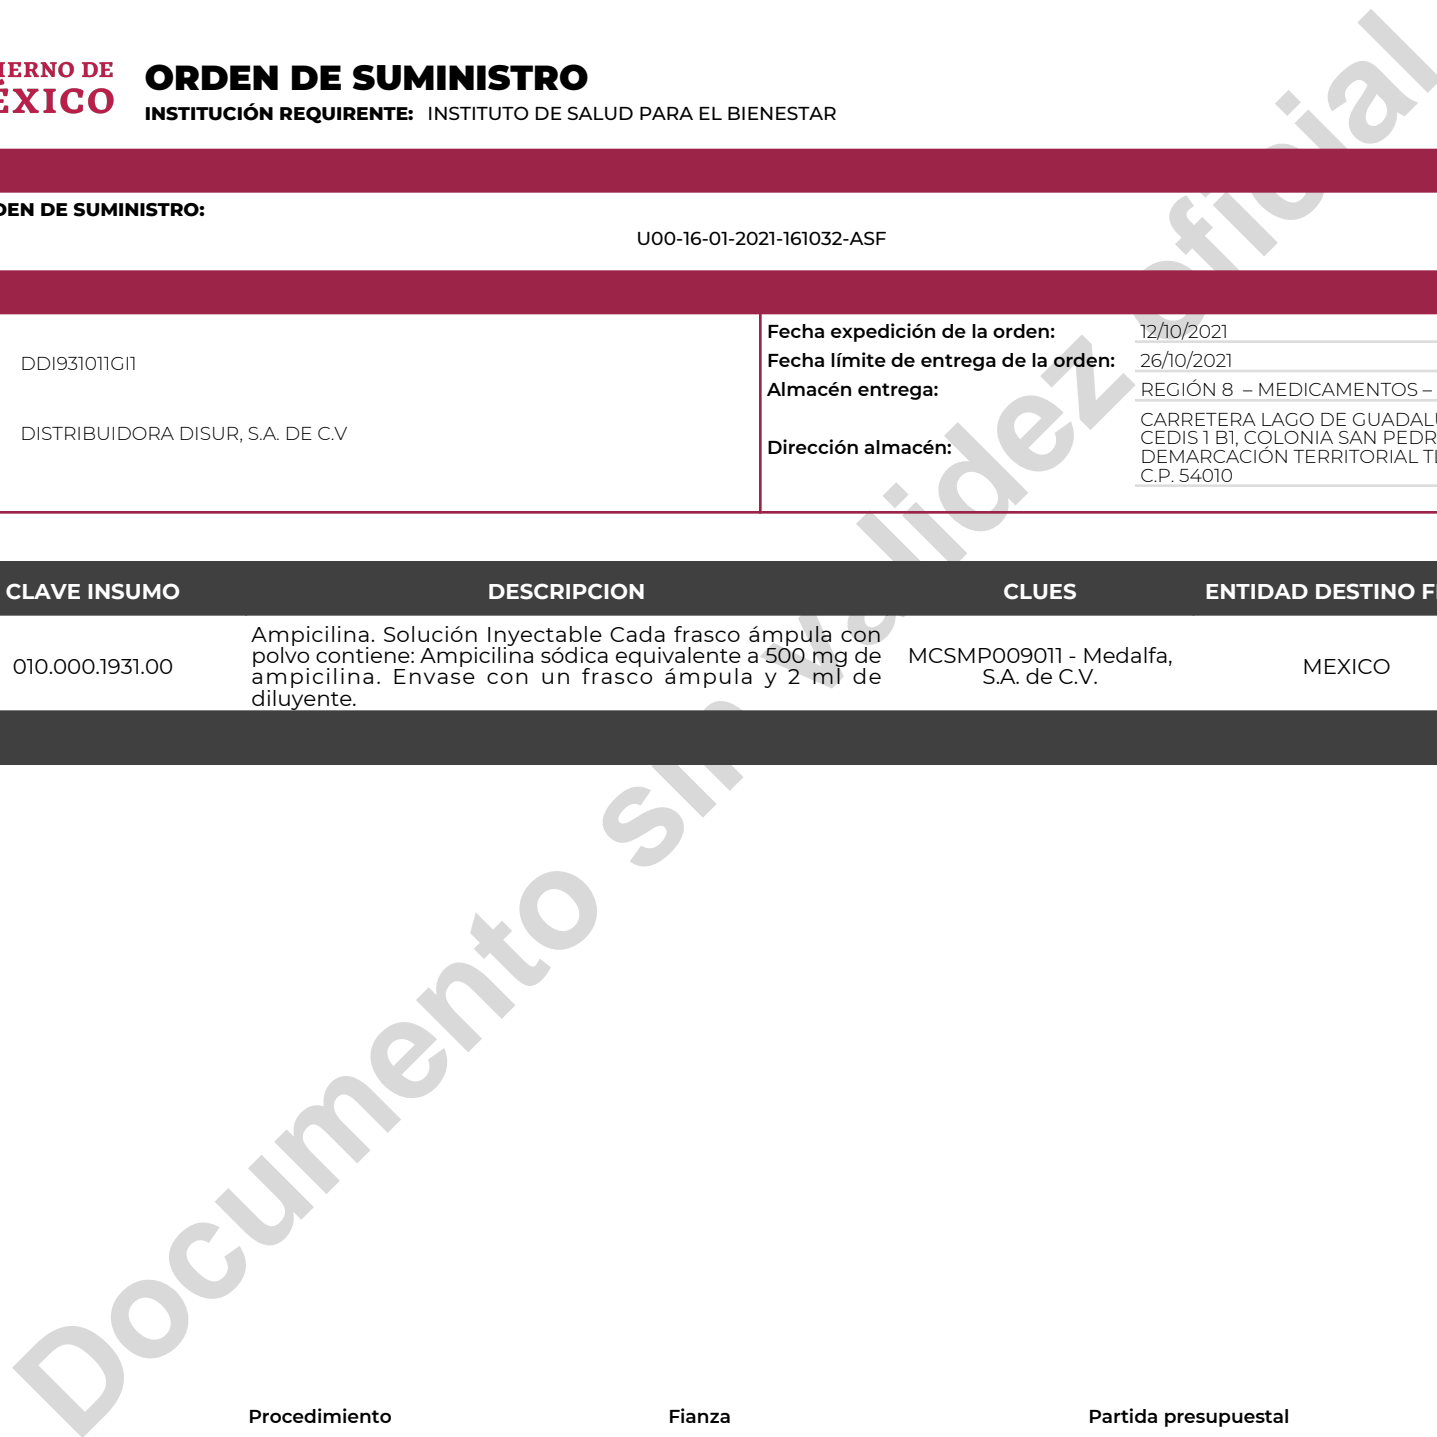 IERNO DE
ÉXICO
ORDEN DE SUMINISTRO
INSTITUCIÓN REQUIRENTE: INSTITUTO DE SALUD PARA EL BIENESTAR
DEN DE SUMINISTRO:
U00-16-01-2021-161032-ASF
DDI931011GI1
DISTRIBUIDORA DISUR, S.A. DE C.V
Fecha expedición de la orden: 12/10/2021
Fecha límite de entrega de la orden: 26/10/2021
Almacén entrega: REGIÓN 8 – MEDICAMENTOS –
Dirección almacén:
CARRETERA LAGO DE GUADALU
CEDIS 1 B1, COLONIA SAN PEDR
DEMARCACIÓN TERRITORIAL TL
C.P. 54010
CLAVE INSUMO DESCRIPCION CLUES ENTIDAD DESTINO FI
010.000.1931.00
Ampicilina. Solución Inyectable Cada frasco ámpula con
polvo contiene: Ampicilina sódica equivalente a 500 mg de
ampicilina. Envase con un frasco ámpula y 2 ml de
diluyente.
MCSMP009011 - Medalfa,
S.A. de C.V.
MEXICO
Documento sin validez oficial
Procedimiento Fianza Partida presupuestal